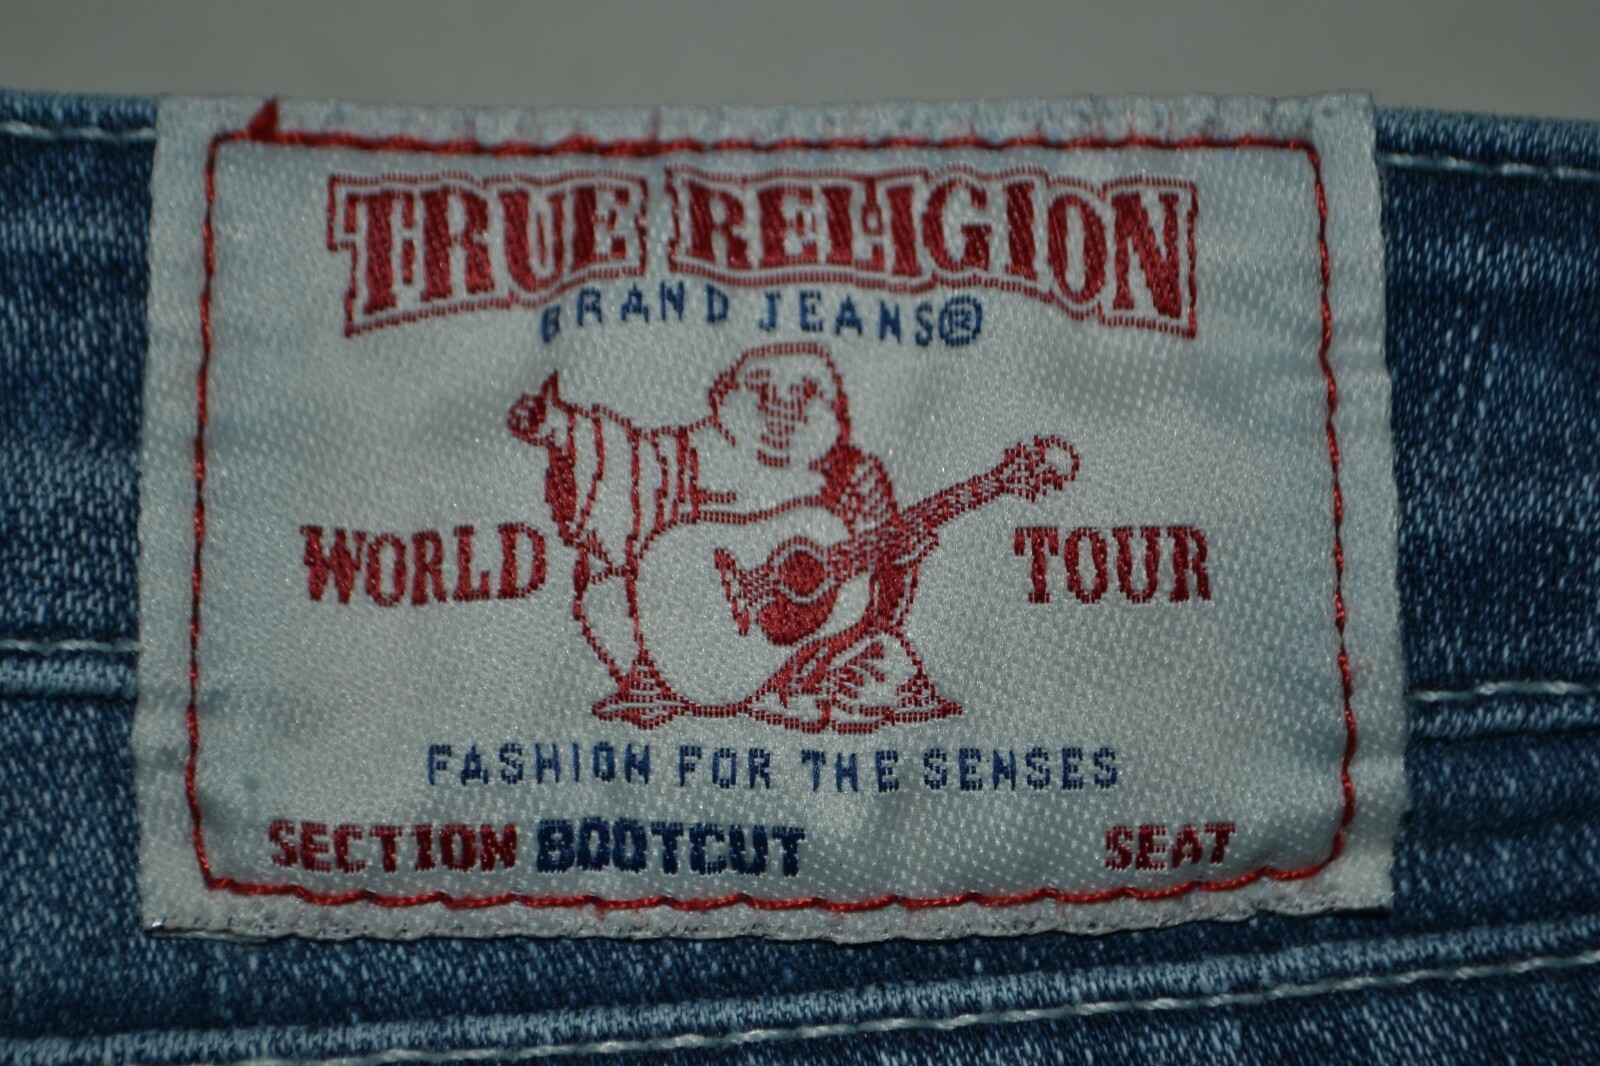 TRUE RELIGION
BRAND JEANS®
WORLD TOUR
FASHION FOR THE SENSES
SECTION BOOTCUT SEAT